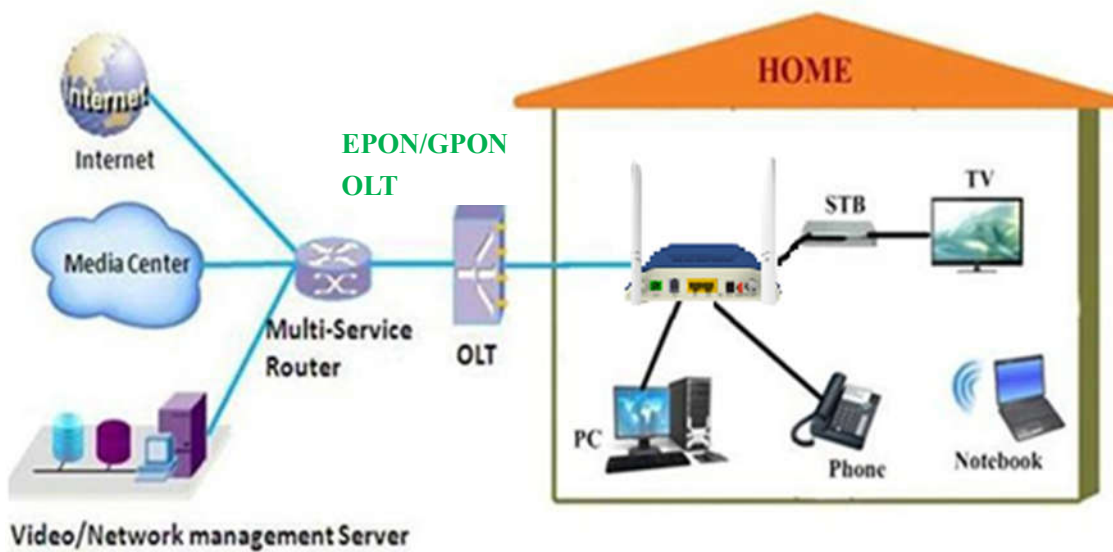 HOME
Internet
Internet
EPON/GPON
OLT
TV
STB
Media Center
Multi-Service
Router
OLT
PC
Phone
Notebook
Video/Network management Server